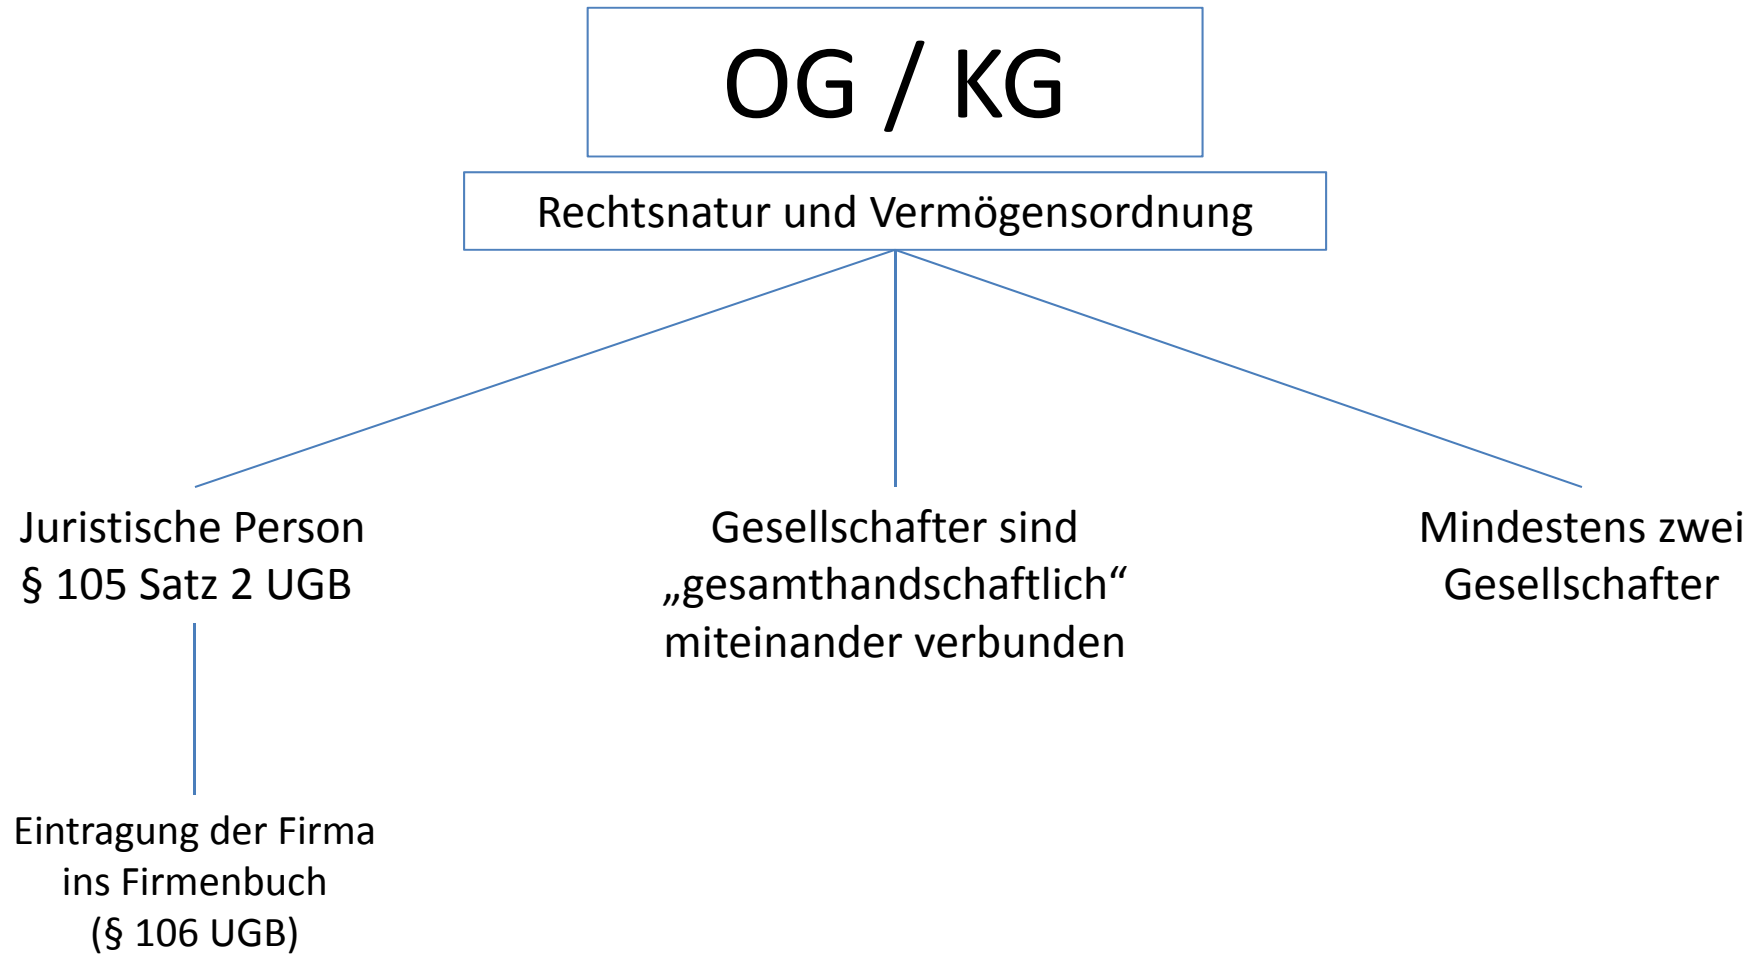 OG / KG
Rechtsnatur und Vermögensordnung
Juristische Person
§ 105 Satz 2 UGB
Gesellschafter sind
„gesamthandschaftlich“
miteinander verbunden
Mindestens zwei
Gesellschafter
Eintragung der Firma
ins Firmenbuch
(§ 106 UGB)